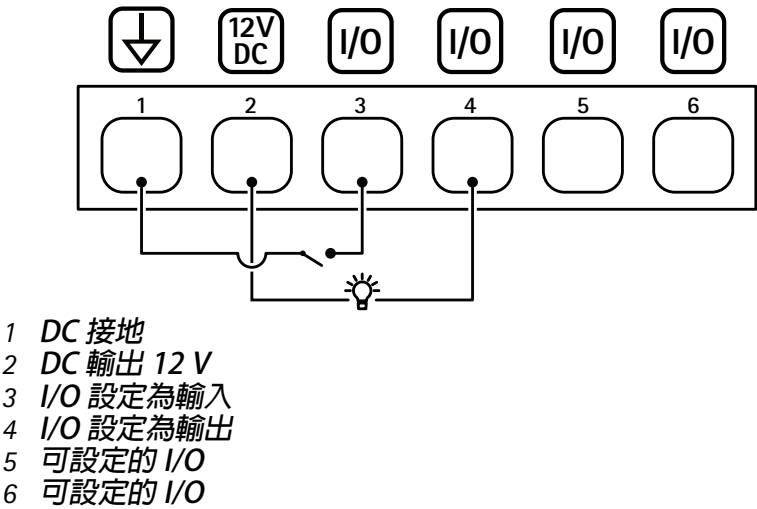 12V DC I/O I/O I/O I/O
1 2 3 4 5 6
1 DC 接地
2 DC 輸出 12 V
3 I/O 設定為輸入
4 I/O 設定為輸出
5 可設定的 I/O
6 可設定的 I/O